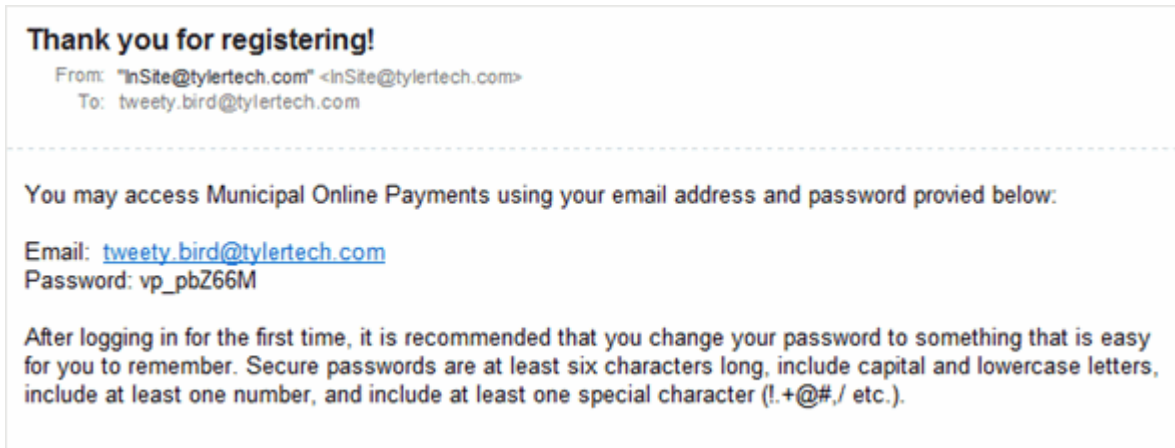 Thank you for registering!
From: "InSite@tylertech.com" <InSite@tylertech.com>
To: tweety.bird@tylertech.com
You may access Municipal Online Payments using your email address and password provied below:
Email: tweety.bird@tylertech.com
Password: vp_pbZ66M
After logging in for the first time, it is recommended that you change your password to something that is easy
for you to remember. Secure passwords are at least six characters long, include capital and lowercase letters,
include at least one number, and include at least one special character (!.+@#,/ etc.).